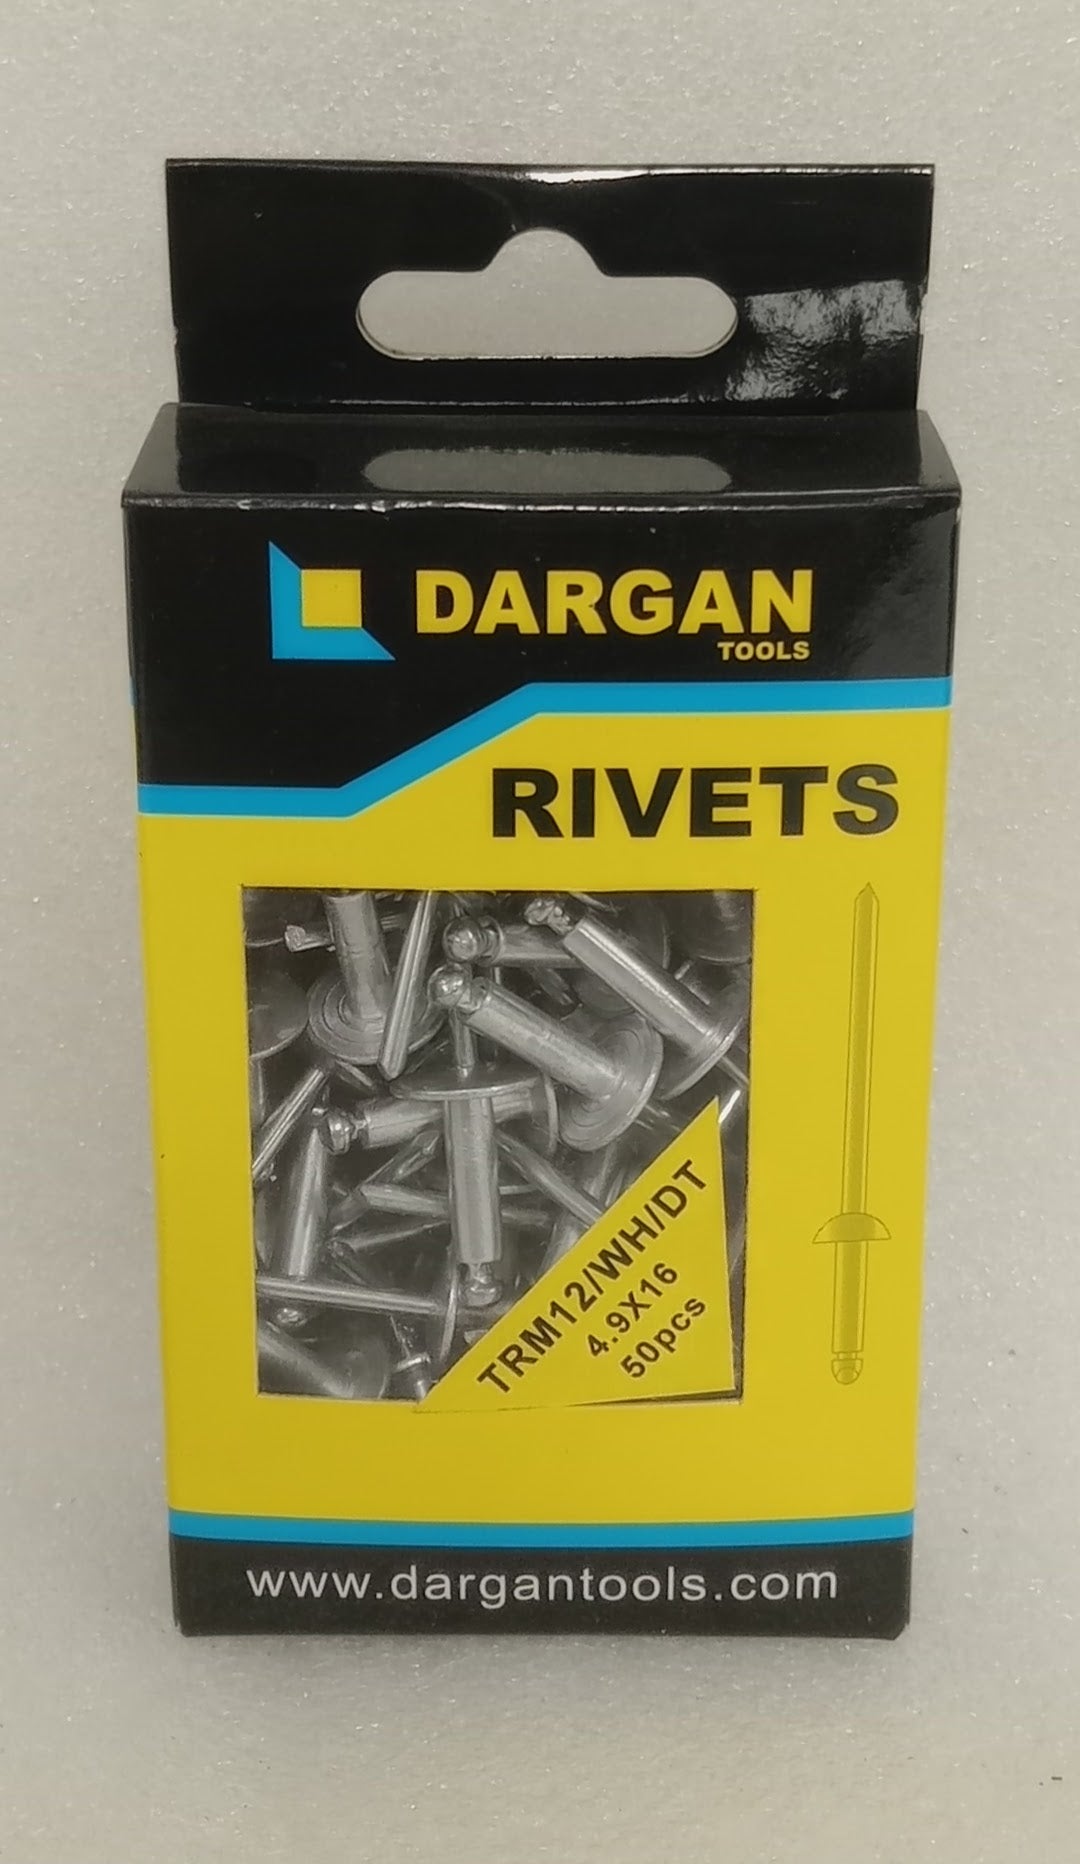 DARGAN
TOOLS
RIVETS
TRM12/WH/DT
4.9X16
50pcs
www.dargantools.com